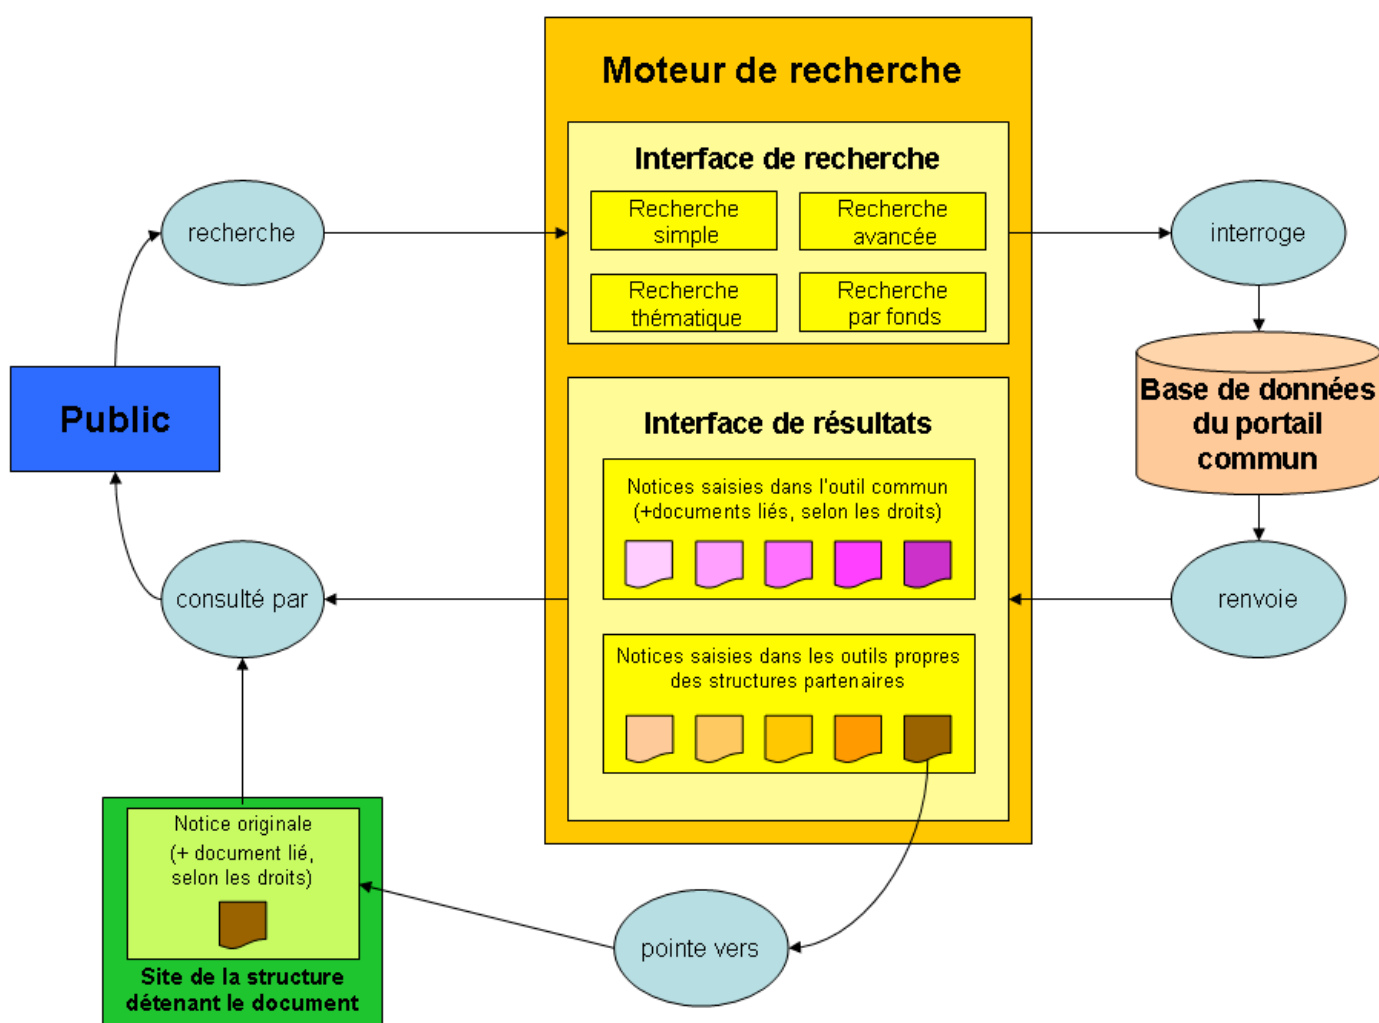 Moteur de recherche
Interface de recherche
Recherche
simple
Recherche
avancée
Recherche
thématique
Recherche
par fonds
recherche
interroge
Public
Base de données
du portail
commun
Interface de résultats
Notices saisies dans l'outil commun
(+documents liés, selon les droits)
consulté par
renvoie
Notices saisies dans les outils propres
des structures partenaires
Notice originale
(+ document lié,
selon les droits)
Site de la structure
détenant le document
pointe vers